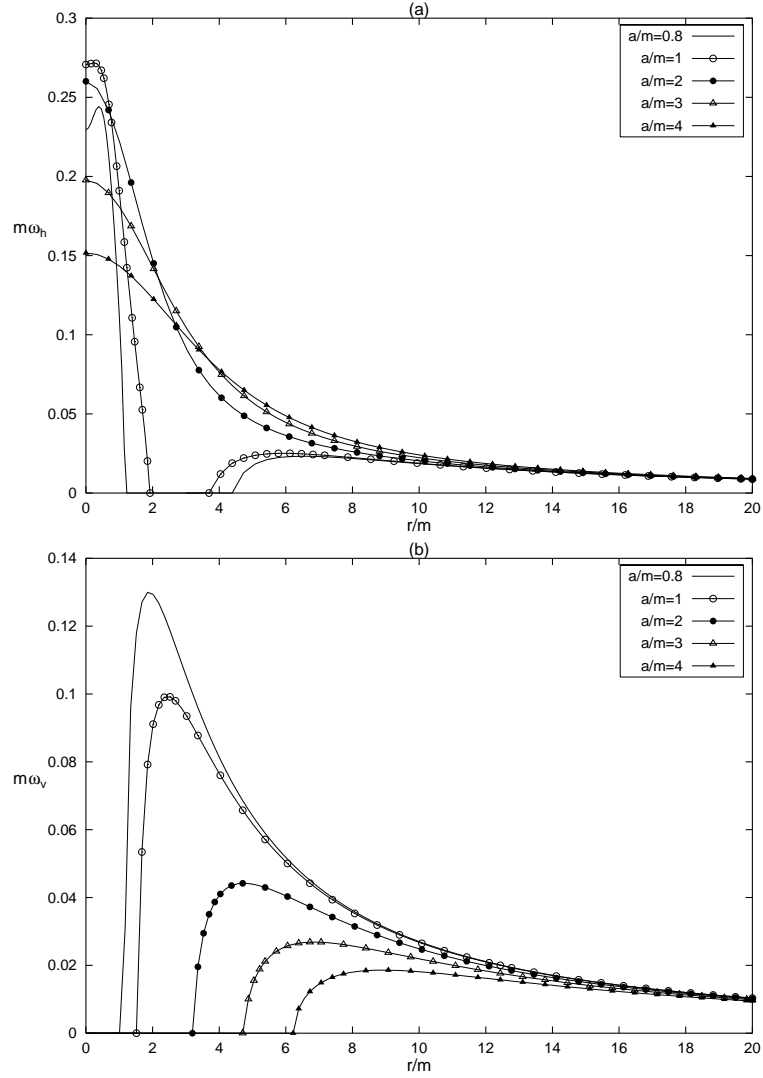 (a)
0.3
0.25
0.2
0.15
0.1
0.05
0
mω_h
a/m=0.8
a/m=1
a/m=2
a/m=3
a/m=4
0 2 4 6 8 10 12 14 16 18 20
r/m
(b)
0.14
0.12
0.1
0.08
0.06
0.04
0.02
0
mω_v
a/m=0.8
a/m=1
a/m=2
a/m=3
a/m=4
0 2 4 6 8 10 12 14 16 18 20
r/m